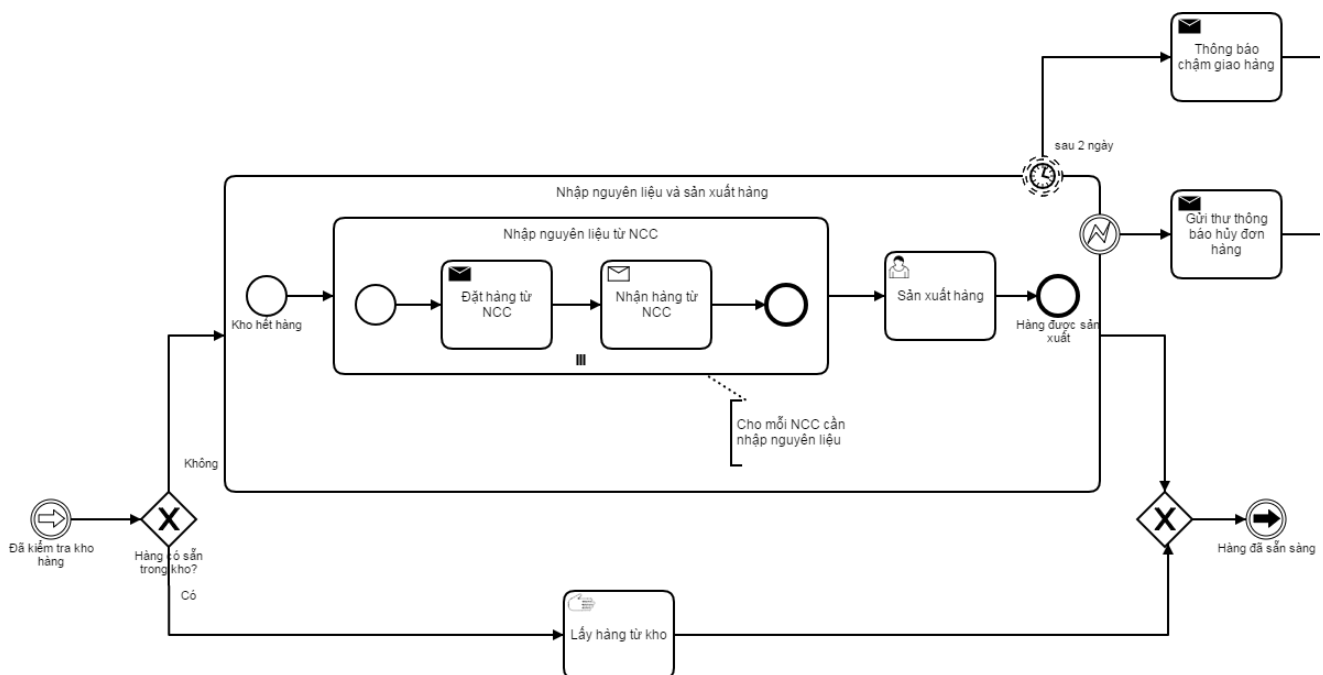 Thông báo
chậm giao hàng
sau 2 ngày
Nhập nguyên liệu và sản xuất hàng
Gửi thư thông
báo hủy đơn
hàng
Nhập nguyên liệu từ NCC
Đặt hàng từ
NCC
Nhận hàng từ
NCC
Sản xuất hàng
Kho hết hàng
Hàng được sản
xuất
Cho mỗi NCC cần
nhập nguyên liệu
Không
Đã kiểm tra kho
hàng
Hàng có sẵn
trong kho?
Có
Hàng đã sẵn sàng
Lấy hàng từ kho